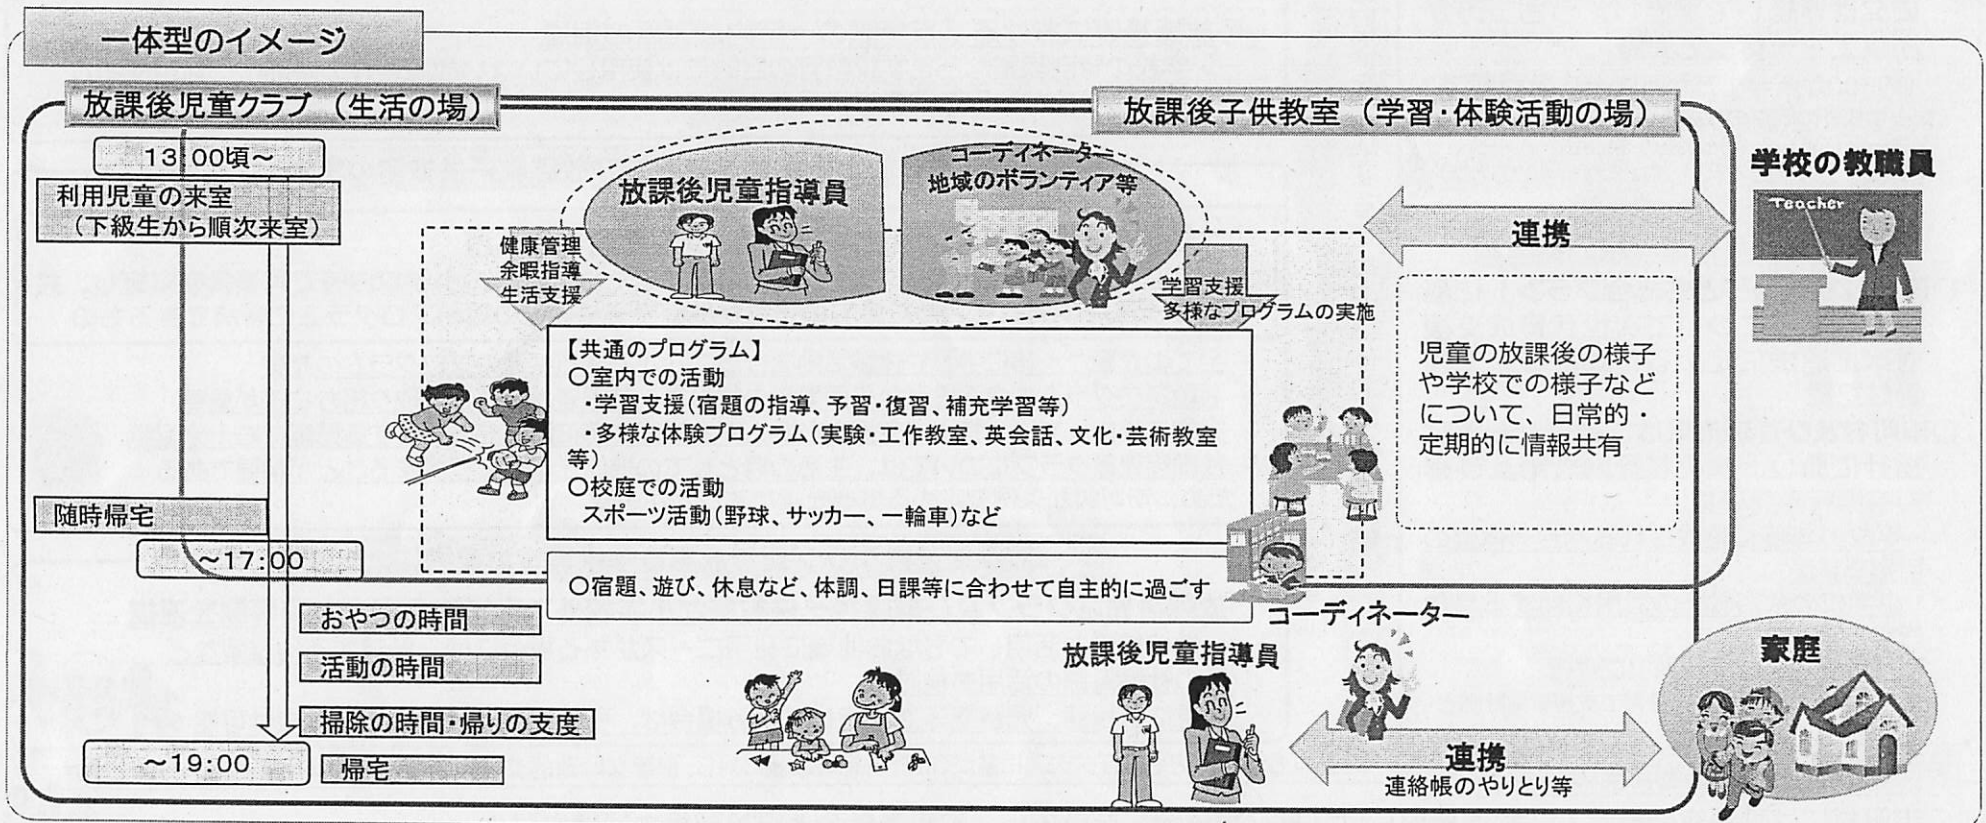 一体型のイメージ
放課後児童クラブ（生活の場）
放課後子供教室（学習・体験活動の場）
13:00頃～
利用児童の来室
（下級生から順次来室）
放課後児童指導員
コーディネーター
地域のボランティア等
健康管理
余暇指導
生活支援
学習支援
多様なプログラムの実施
連携
学校の教職員
Teacher
児童の放課後の様子
や学校での様子など
について、日常的・
定期的に情報共有
【共通のプログラム】
○室内での活動
・学習支援（宿題の指導、予習・復習、補充学習等）
・多様な体験プログラム（実験・工作教室、英会話、文化・芸術教室
等）
○校庭での活動
スポーツ活動（野球、サッカー、一輪車）など
随時帰宅
～17:00
○宿題、遊び、休息など、体調、日課等に合わせて自主的に過ごす
おやつの時間
活動の時間
掃除の時間・帰りの支度
～19:00
帰宅
放課後児童指導員
コーディネーター
連携
連絡帳のやりとり等
家庭